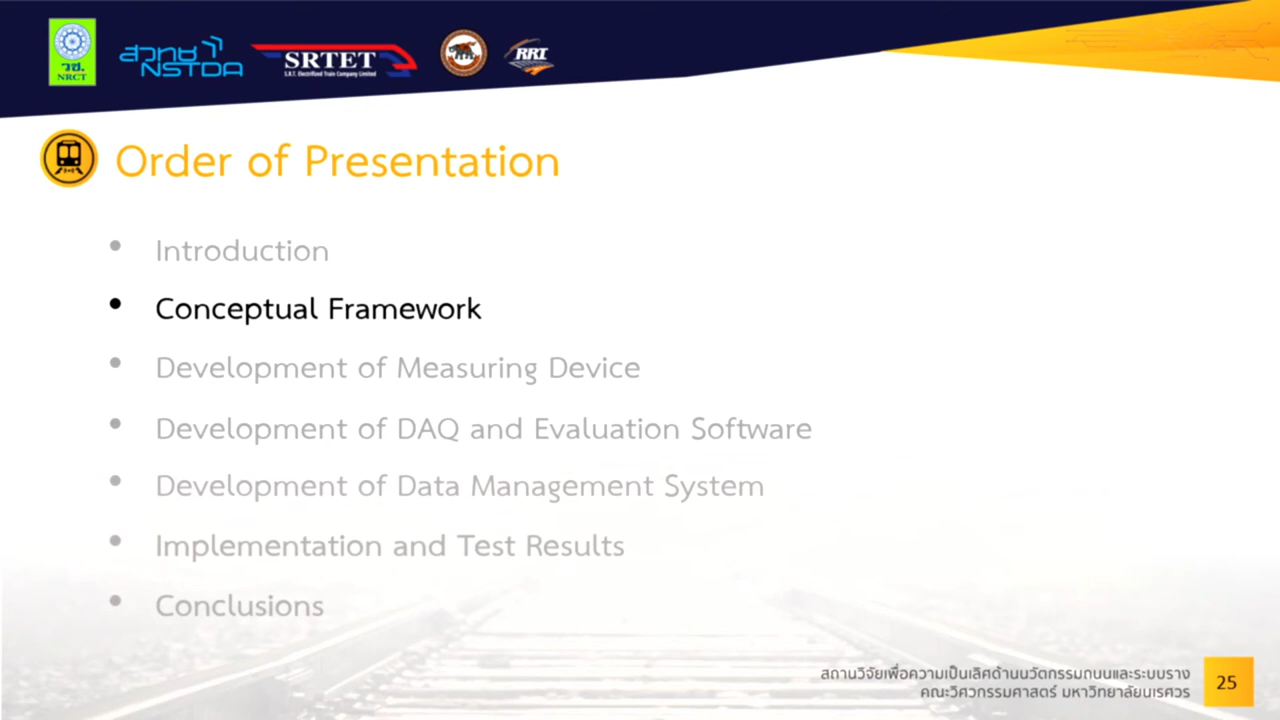 วช.
NRCT
สวทช
NSTDA
SRTET
S.R.T. Electrified Train Company Limited
RRI
Order of Presentation
• Introduction
• Conceptual Framework
• Development of Measuring Device
• Development of DAQ and Evaluation Software
• Development of Data Management System
• Implementation and Test Results
• Conclusions
สถานวิจัยเพื่อความเป็นเลิศด้านนวัตกรรมถนนและระบบราง
คณะวิศวกรรมศาสตร์ มหาวิทยาลัยนเรศวร
25